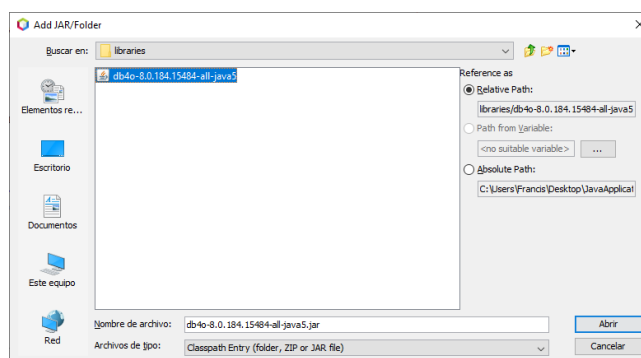 Add JAR/Folder
Buscar en:
libraries
db4o-8.0.184.15484-all-java5
Elementos re...
Escritorio
Documentos
Este equipo
Red
Reference as
Relative Path:
libraries/db4o-8.0.184.15484-all-java5
Path from Variable:
<no suitable variable>
...
Absolute Path:
C:\Users\Francis\Desktop\JavaApplicat
Nombre de archivo:
db4o-8.0.184.15484-all-java5.jar
Abrir
Archivos de tipo:
Classpath Entry (folder, ZIP or JAR file)
Cancelar